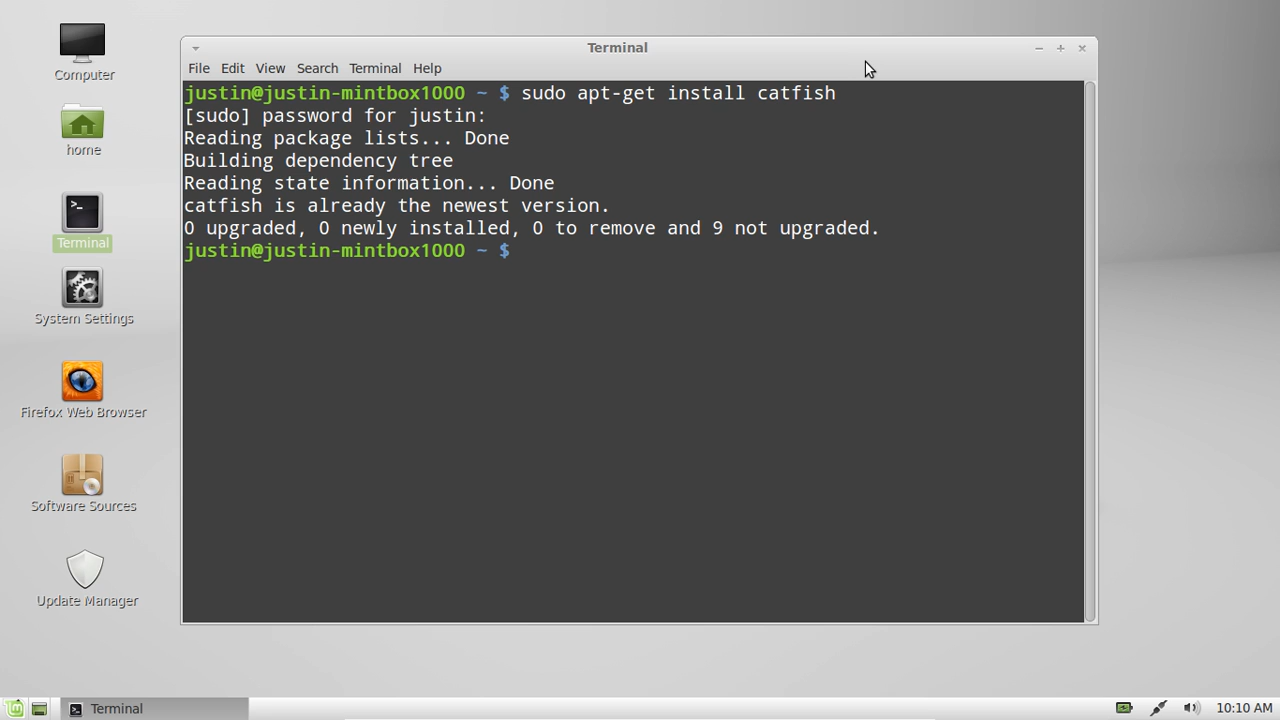 Terminal
File Edit View Search Terminal Help
justin@justin-mintbox1000 ~ $ sudo apt-get install catfish
[sudo] password for justin:
Reading package lists... Done
Building dependency tree
Reading state information... Done
catfish is already the newest version.
0 upgraded, 0 newly installed, 0 to remove and 9 not upgraded.
justin@justin-mintbox1000 ~ $
Computer
home
>_
Terminal
System Settings
Firefox Web Browser
Software Sources
Update Manager
Terminal
10:10 AM